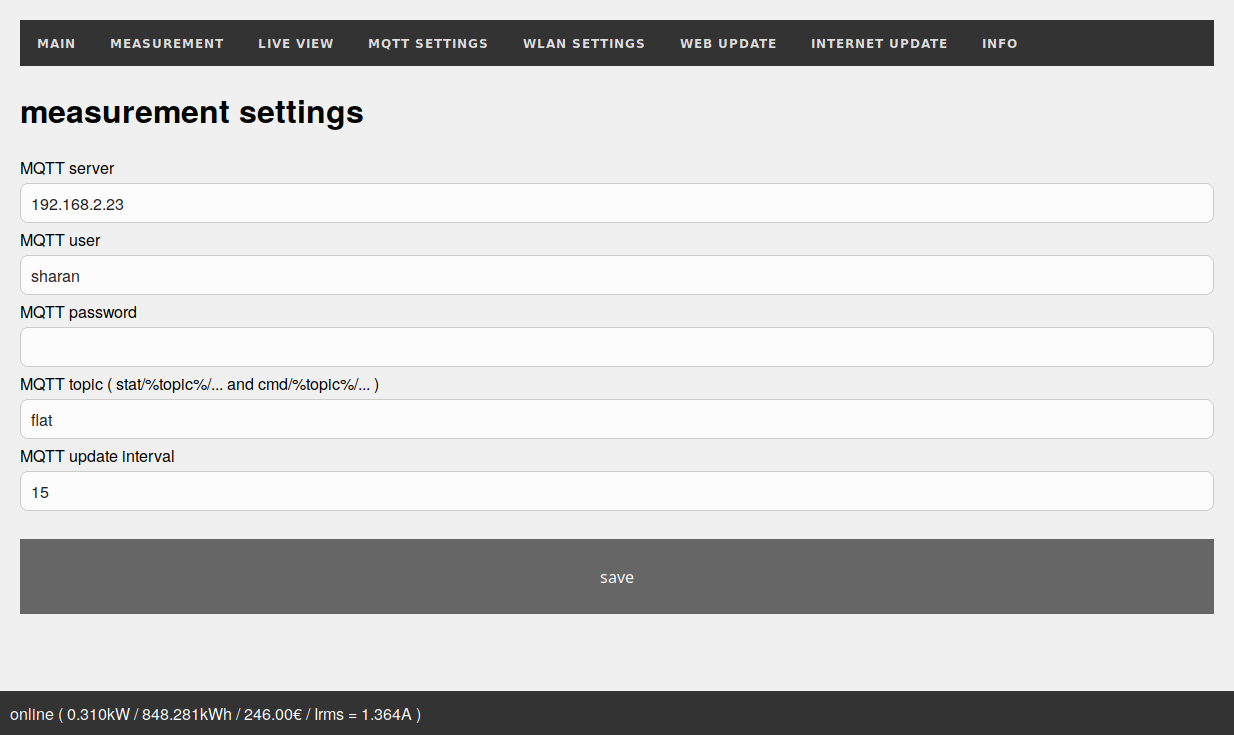 MAIN MEASUREMENT LIVE VIEW MQTT SETTINGS WLAN SETTINGS WEB UPDATE INTERNET UPDATE INFO
measurement settings
MQTT server
192.168.2.23
MQTT user
sharan
MQTT password
MQTT topic ( stat/%topic%/... and cmd/%topic%/... )
flat
MQTT update interval
15
save
online ( 0.310kW / 848.281kWh / 246.00€ / Irms = 1.364A )